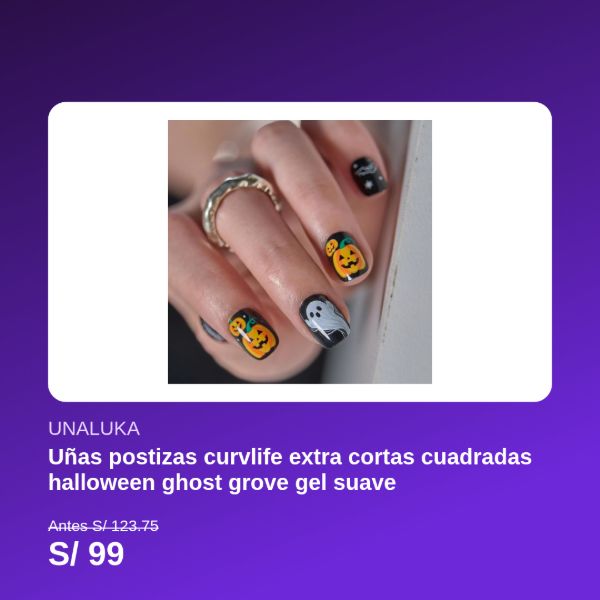 UNALUKA
Uñas postizas curvlife extra cortas cuadradas
halloween ghost grove gel suave
Antes S/ 123.75
S/ 99